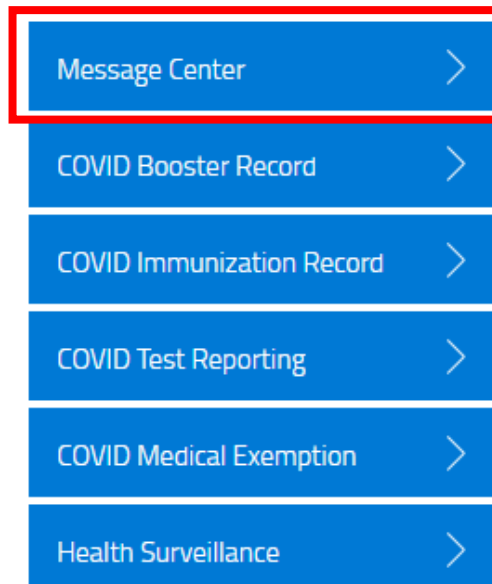 Message Center
COVID Booster Record
COVID Immunization Record
COVID Test Reporting
COVID Medical Exemption
Health Surveillance